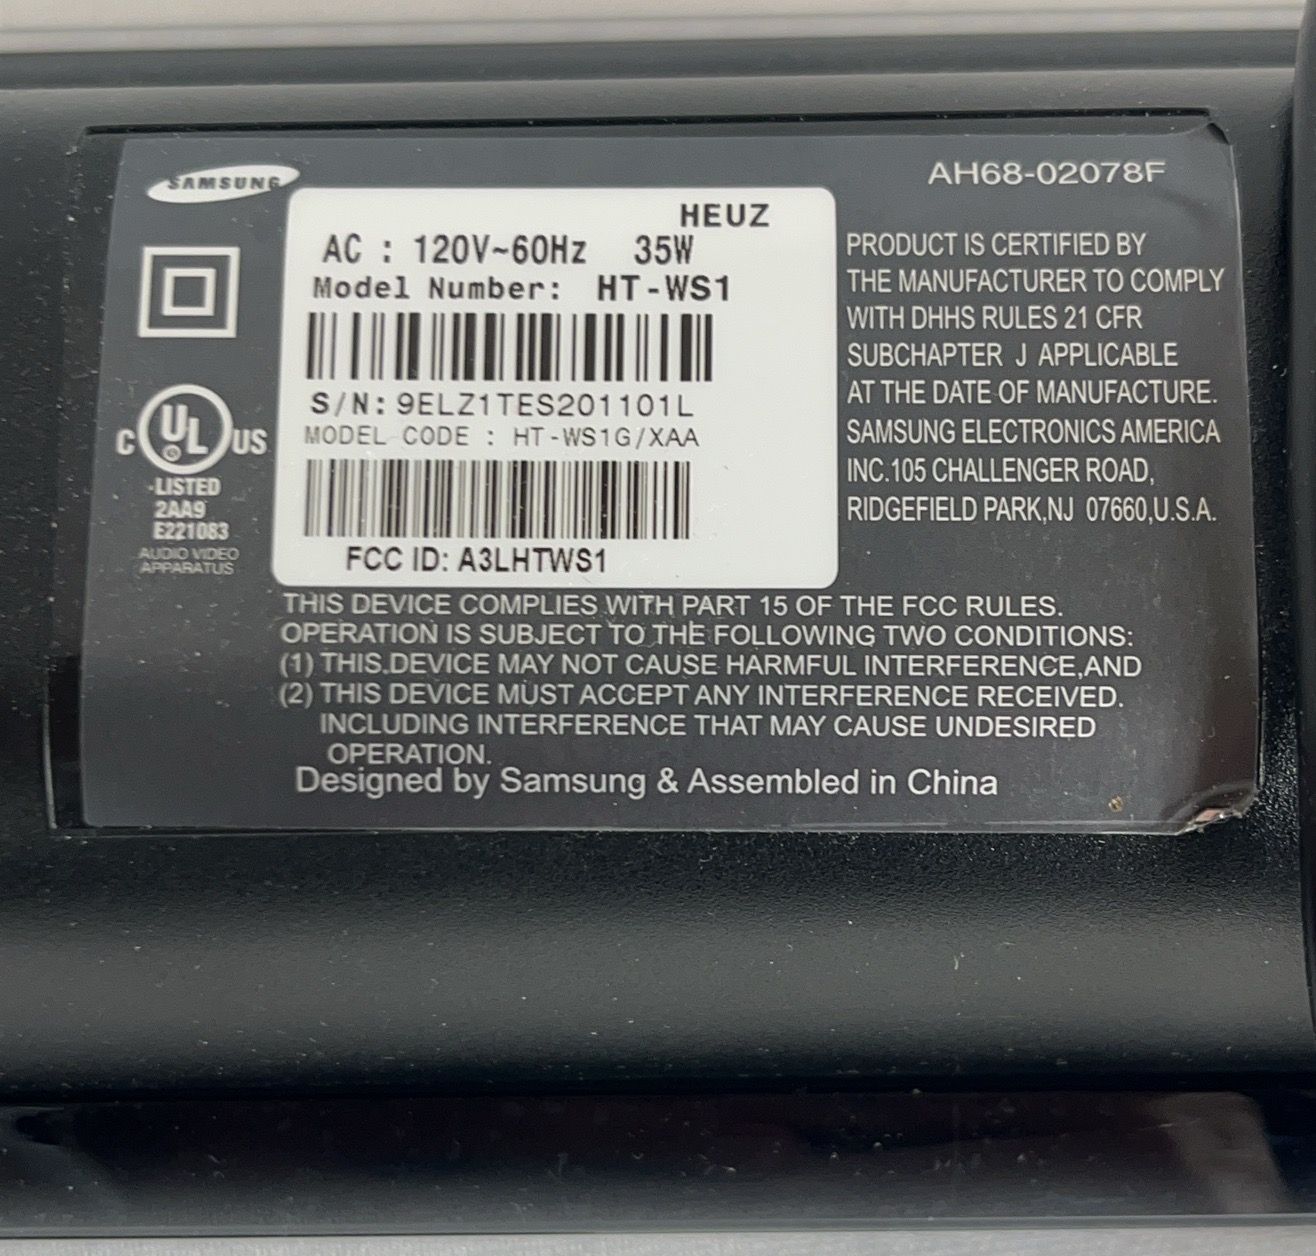 SAMSUNG
AH68-02078F
HEUZ
AC : 120V~60Hz 35W
Model Number: HT-WS1
S/N: 9ELZ1TES201101L
MODEL CODE : HT-WS1G/XAA
FCC ID: A3LHTWS1
C UL US
LISTED
2AA9
E221083
AUDIO VIDEO
APPARATUS
PRODUCT IS CERTIFIED BY
THE MANUFACTURER TO COMPLY
WITH DHHS RULES 21 CFR
SUBCHAPTER J APPLICABLE
AT THE DATE OF MANUFACTURE.
SAMSUNG ELECTRONICS AMERICA
INC.105 CHALLENGER ROAD,
RIDGEFIELD PARK,NJ 07660,U.S.A.
THIS DEVICE COMPLIES WITH PART 15 OF THE FCC RULES.
OPERATION IS SUBJECT TO THE FOLLOWING TWO CONDITIONS:
(1) THIS DEVICE MAY NOT CAUSE HARMFUL INTERFERENCE,AND
(2) THIS DEVICE MUST ACCEPT ANY INTERFERENCE RECEIVED.
INCLUDING INTERFERENCE THAT MAY CAUSE UNDESIRED
OPERATION.
Designed by Samsung & Assembled in China